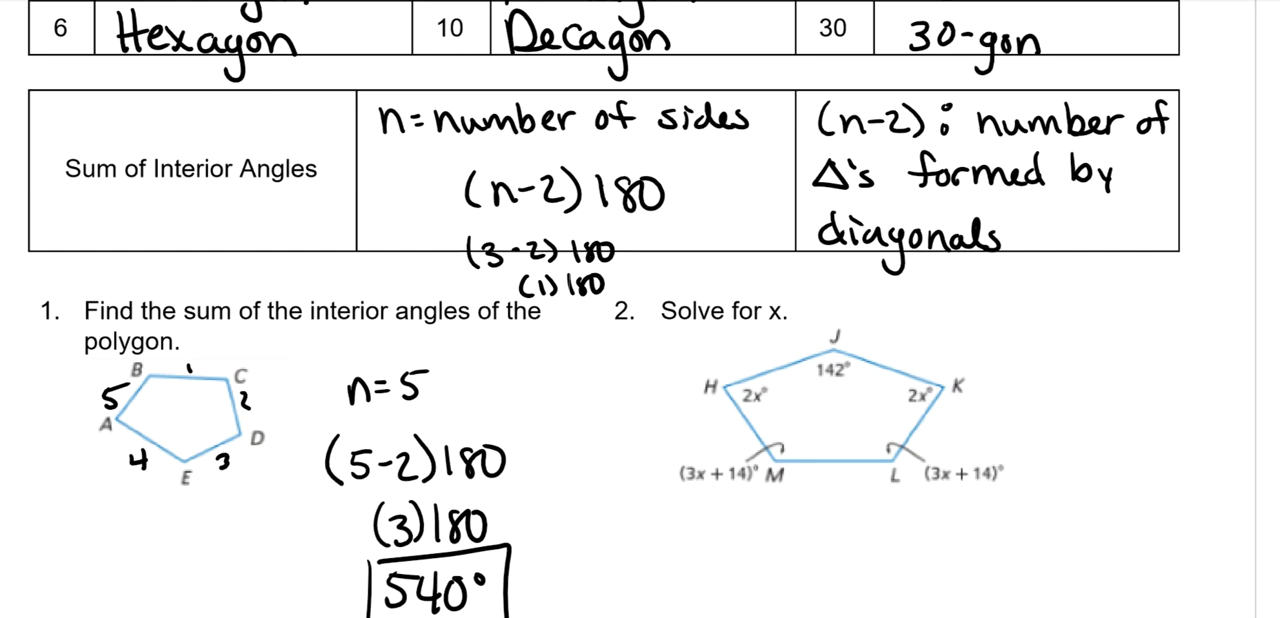 6 Hexagon 10 Decagon 30 30-gon
Sum of Interior Angles
n=number of sides
(n-2)180
(3-2)180
(1)180
(n-2): number of
Δ's formed by
diagonals
1. Find the sum of the interior angles of the
polygon.
B 1 C
5 2
A D
4 3
E
n=5
(5-2)180
(3)180
540°
2. Solve for x.
J
142°
H 2x° 2x° K
(3x + 14)° M L (3x + 14)°